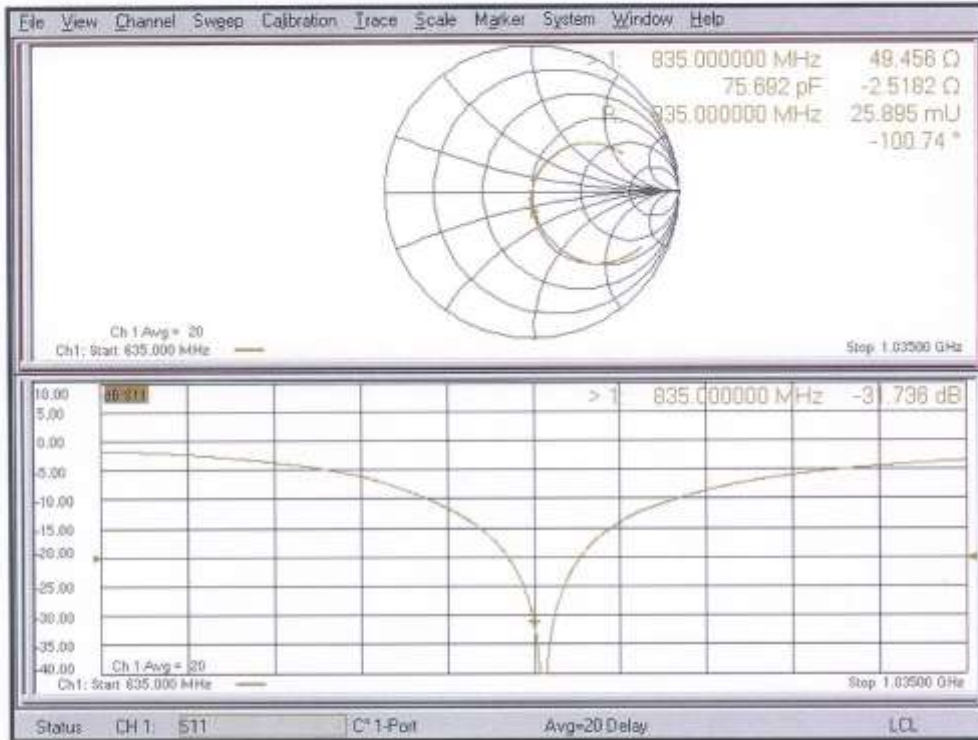 File View Channel Sweep Calibration Trace Scale Marker System Window Help
> 1: 835.000000 MHz 49.456 Ω
75.692 pF -2.5182 Ω
R: 835.000000 MHz 25.895 mU
-100.74 °
Ch 1 Avg = 20
Ch1: Start 635.000 MHz
Stop 1.03500 GHz
10.00
dB S11
> 1: 835.000000 MHz -31.736 dB
5.00
0.00
-5.00
-10.00
-15.00
-20.00
-25.00
-30.00
-35.00
-40.00
Ch 1 Avg = 20
Ch1: Start 635.000 MHz
Stop 1.03500 GHz
Status CH 1: S11 C* 1-Port Avg=20 Delay LCL